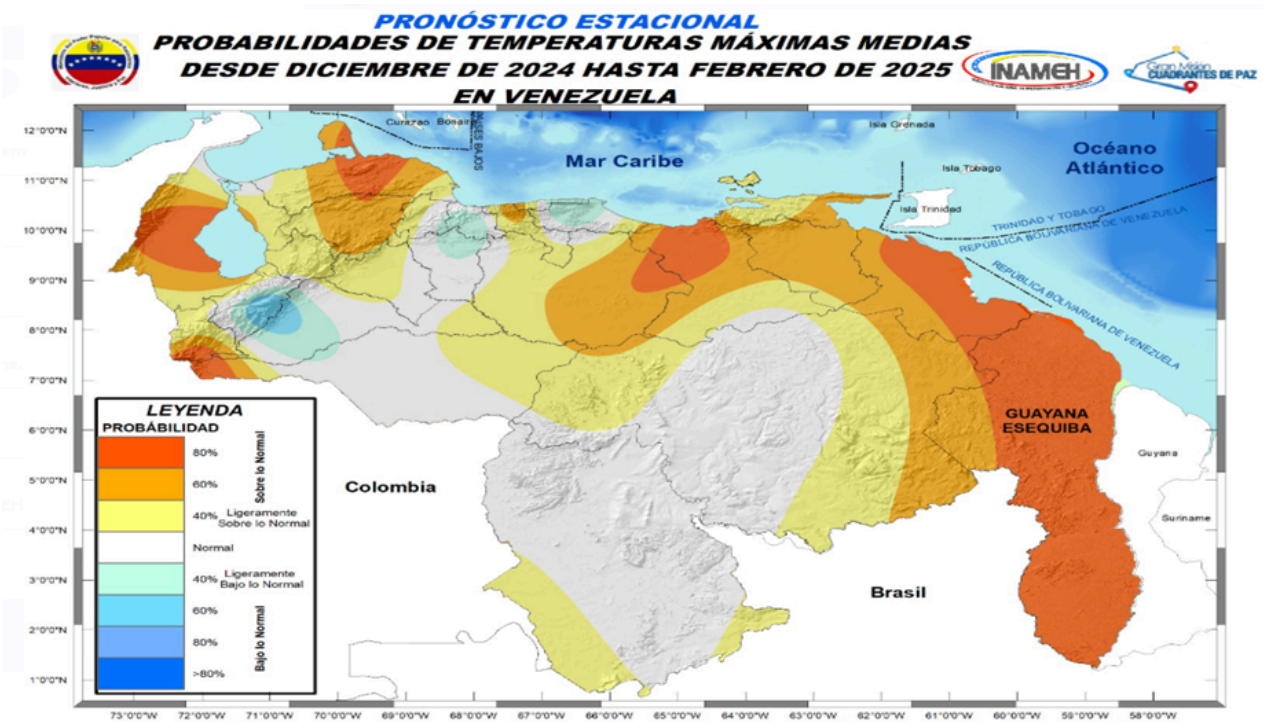 PRONÓSTICO ESTACIONAL
PROBABILIDADES DE TEMPERATURAS MÁXIMAS MEDIAS
DESDE DICIEMBRE DE 2024 HASTA FEBRERO DE 2025
EN VENEZUELA
INAMEH
Gran Misión
CUADRANTES DE PAZ
12°0'0"N
11°0'0"N
10°0'0"N
9°0'0"N
8°0'0"N
7°0'0"N
6°0'0"N
5°0'0"N
4°0'0"N
3°0'0"N
2°0'0"N
1°0'0"N
Curazao
Bonaire
PAISES BAJOS
Mar Caribe
Isla Grenada
Océano
Atlántico
Isla Tobago
Isla Trinidad
TRINIDAD Y TOBAGO
REPÚBLICA BOLIVARIANA DE VENEZUELA
REPÚBLICA BOLIVARIANA DE VENEZUELA
GUAYANA
ESEQUIBA
Guyana
Suriname
Colombia
Brasil
LEYENDA
PROBÁBILIDAD
80%
60%
Sobre lo Normal
40% Ligeramente
Sobre lo Normal
Normal
40% Ligeramente
Bajo lo Normal
60%
80%
Bajo lo Normal
>80%
73°0'0"W 72°0'0"W 71°0'0"W 70°0'0"W 69°0'0"W 68°0'0"W 67°0'0"W 66°0'0"W 65°0'0"W 64°0'0"W 63°0'0"W 62°0'0"W 61°0'0"W 60°0'0"W 59°0'0"W 58°0'0"W